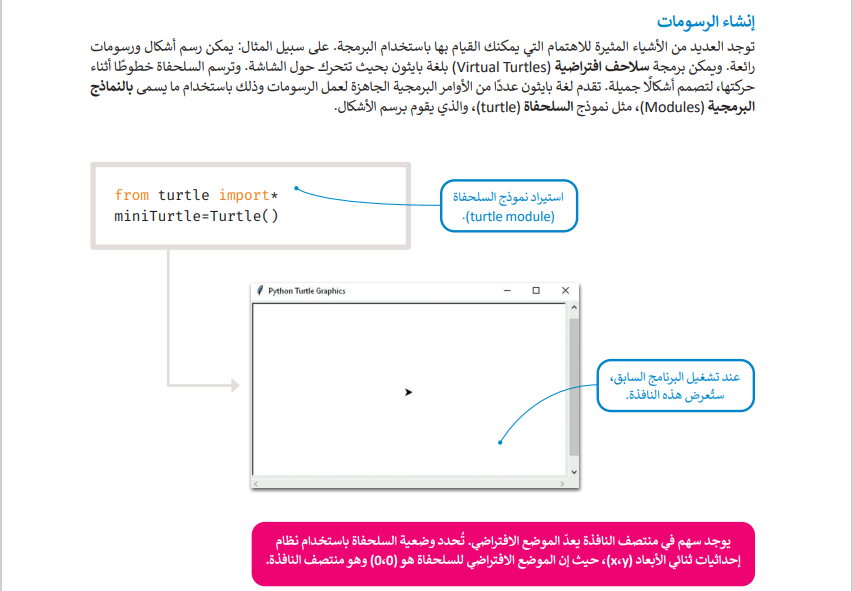 إنشاء الرسومات
توجد العديد من الأشياء المثيرة للاهتمام التي يمكنك القيام بها باستخدام البرمجة. على سبيل المثال: يمكن رسم أشكال ورسومات
رائعة. ويمكن برمجة سلاحف افتراضية (Virtual Turtles) بلغة بايثون بحيث تتحرك حول الشاشة. وترسم السلحفاة خطوطًا أثناء
حركتها، لتصمم أشكالًا جميلة. تقدم لغة بايثون عددًا من الأوامر البرمجية الجاهزة لعمل الرسومات وذلك باستخدام ما يسمى بالنماذج
البرمجية (Modules)، مثل نموذج السلحفاة (turtle)، والذي يقوم برسم الأشكال.
from turtle import*
miniTurtle=Turtle()
استيراد نموذج السلحفاة
(turtle module).
Python Turtle Graphics
عند تشغيل البرنامج السابق،
ستُعرض هذه النافذة.
يوجد سهم في منتصف النافذة يعدّ الموضع الافتراضي. تُحدد وضعية السلحفاة باستخدام نظام
إحداثيات ثنائي الأبعاد (x،y)، حيث إن الموضع الافتراضي للسلحفاة هو (0،0) وهو منتصف النافذة.